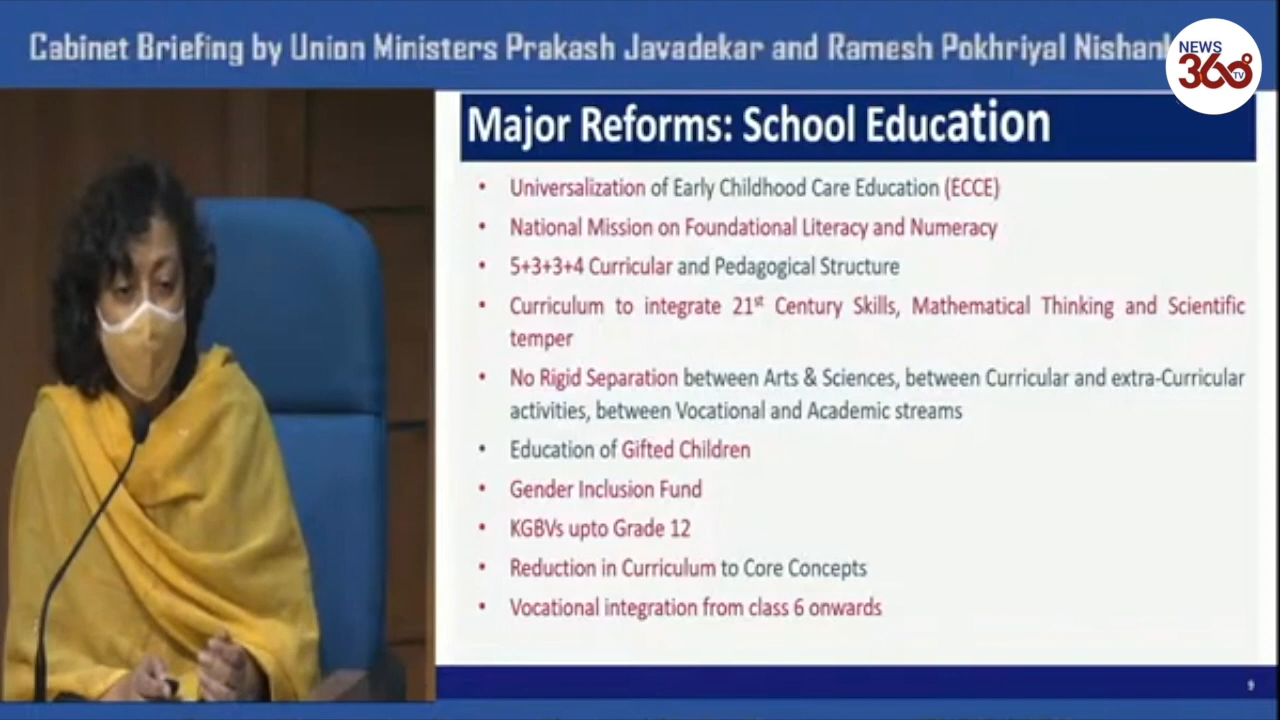 Cabinet Briefing by Union Ministers Prakash Javadekar and Ramesh Pokhriyal Nishank
NEWS
360
TV
Major Reforms: School Education
• Universalization of Early Childhood Care Education (ECCE)
• National Mission on Foundational Literacy and Numeracy
• 5+3+3+4 Curricular and Pedagogical Structure
• Curriculum to integrate 21st Century Skills, Mathematical Thinking and Scientific
temper
• No Rigid Separation between Arts & Sciences, between Curricular and extra-Curricular
activities, between Vocational and Academic streams
• Education of Gifted Children
• Gender Inclusion Fund
• KGBVs upto Grade 12
• Reduction in Curriculum to Core Concepts
• Vocational integration from class 6 onwards
9